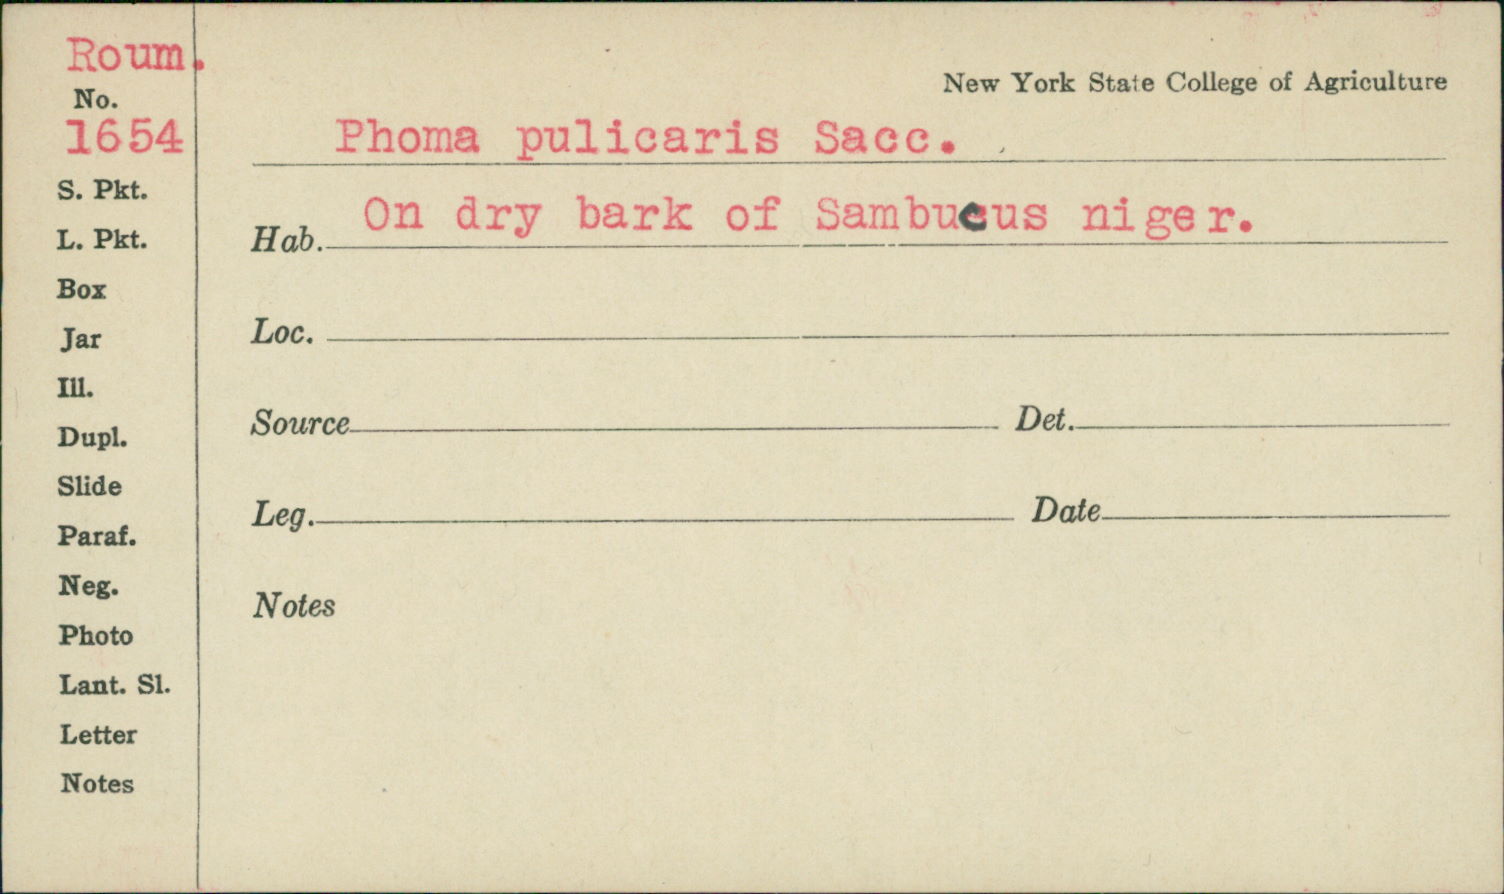 Roum.
No.
1654
S. Pkt.
L. Pkt.
Box
Jar
Ill.
Dupl.
Slide
Paraf.
Neg.
Photo
Lant. Sl.
Letter
Notes
New York State College of Agriculture
Phoma pulicaris Sacc.
Hab. On dry bark of Sambucus niger.
Loc.
Source Det.
Leg. Date
Notes